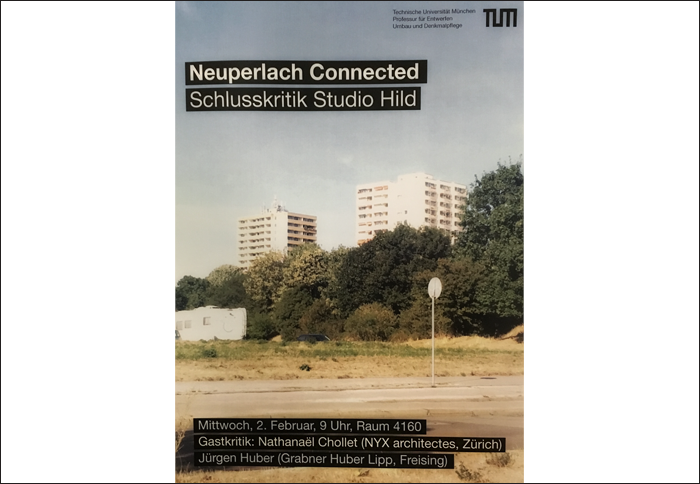 Technische Universität München
Professur für Entwerfen
Umbau und Denkmalpflege
TUM
Neuperlach Connected
Schlusskritik Studio Hild
Mittwoch, 2. Februar, 9 Uhr, Raum 4160
Gastkritik: Nathanaël Chollet (NYX architectes, Zürich)
Jürgen Huber (Grabner Huber Lipp, Freising)